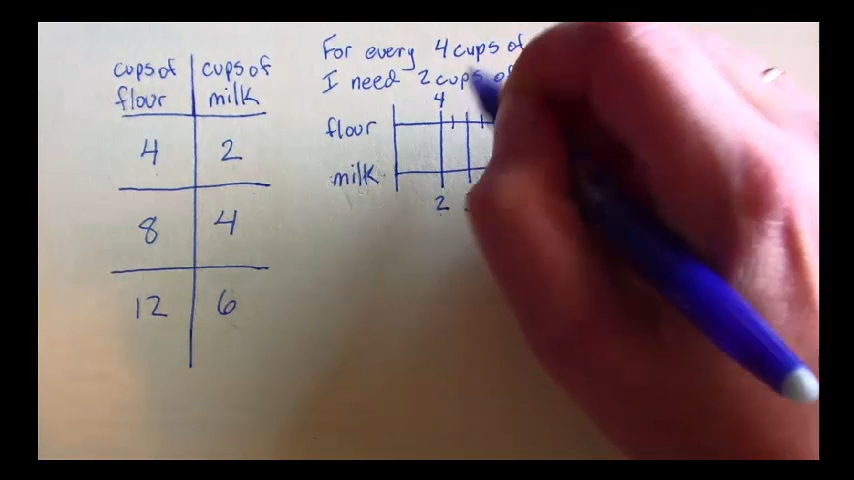 cups of flour cups of milk
4 2
8 4
12 6
For every 4 cups of
I need 2 cups of
4
flour
milk
2